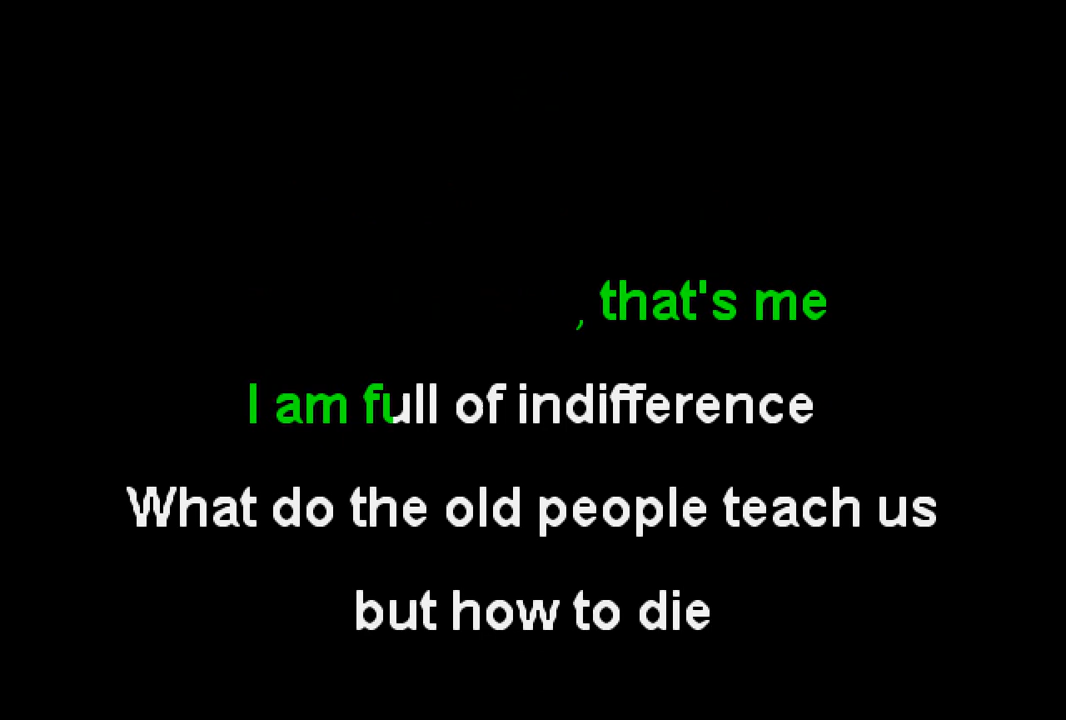 , that's me
I am full of indifference
What do the old people teach us
but how to die